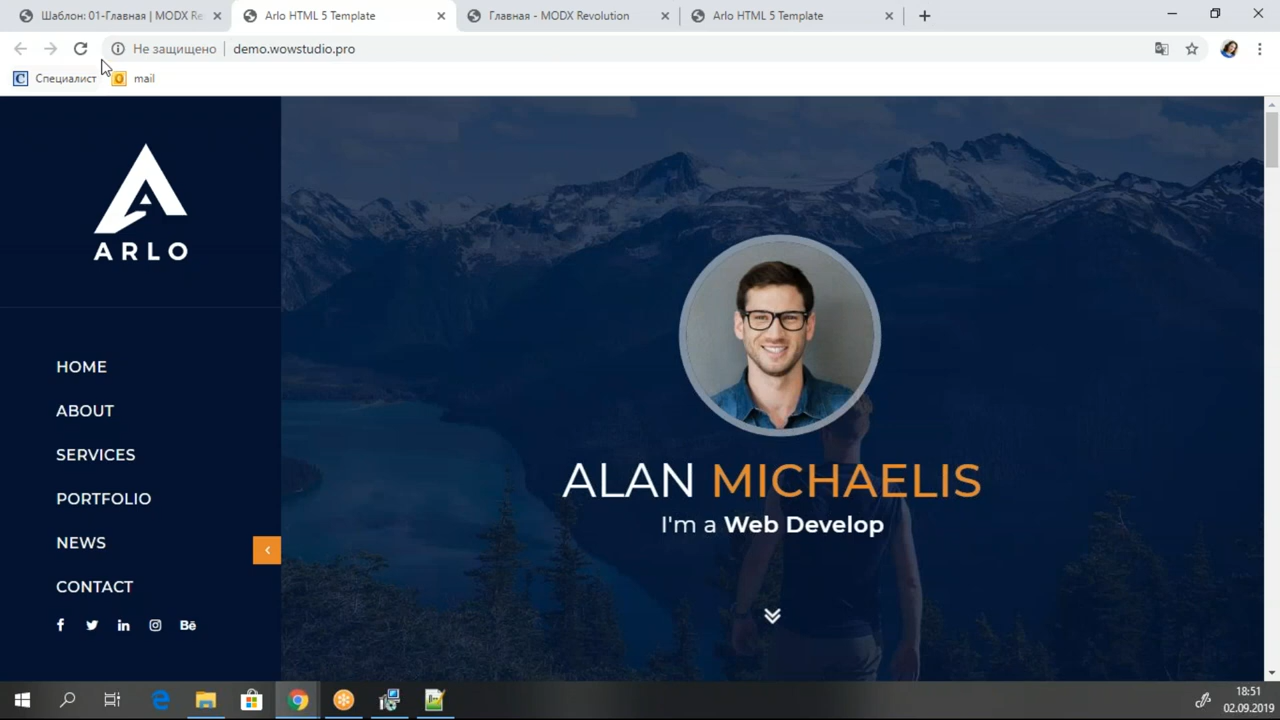 Шаблон: 01-Главная | MODX Re
Arlo HTML 5 Template
Главная - MODX Revolution
Arlo HTML 5 Template
Не защищено
demo.wowstudio.pro
C Специалист
mail
ARLO
HOME
ABOUT
SERVICES
PORTFOLIO
NEWS
CONTACT
Bē
ALAN MICHAELIS
I'm a Web Develop
18:51
02.09.2019